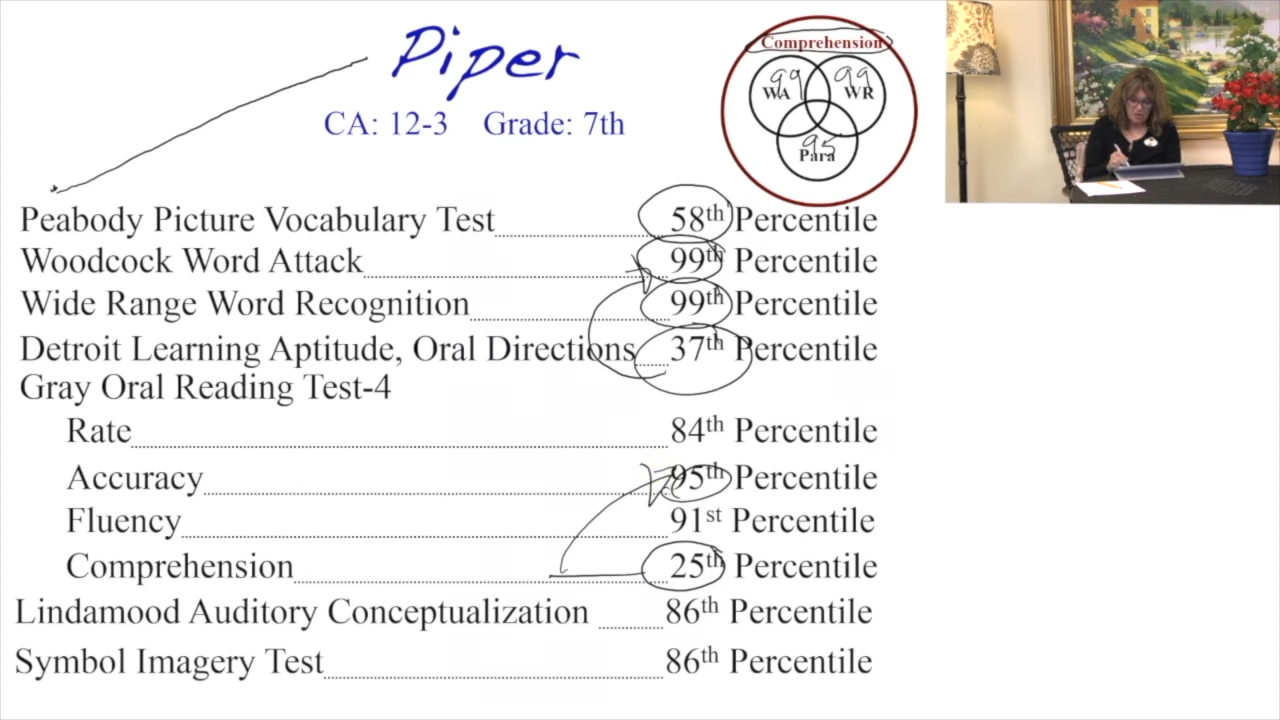 Piper
CA: 12-3 Grade: 7th
Comprehension
99 99
WA WR
95
Para
Peabody Picture Vocabulary Test 58th Percentile
Woodcock Word Attack 99th Percentile
Wide Range Word Recognition 99th Percentile
Detroit Learning Aptitude, Oral Directions 37th Percentile
Gray Oral Reading Test-4
Rate 84th Percentile
Accuracy 95th Percentile
Fluency 91st Percentile
Comprehension 25th Percentile
Lindamood Auditory Conceptualization 86th Percentile
Symbol Imagery Test 86th Percentile